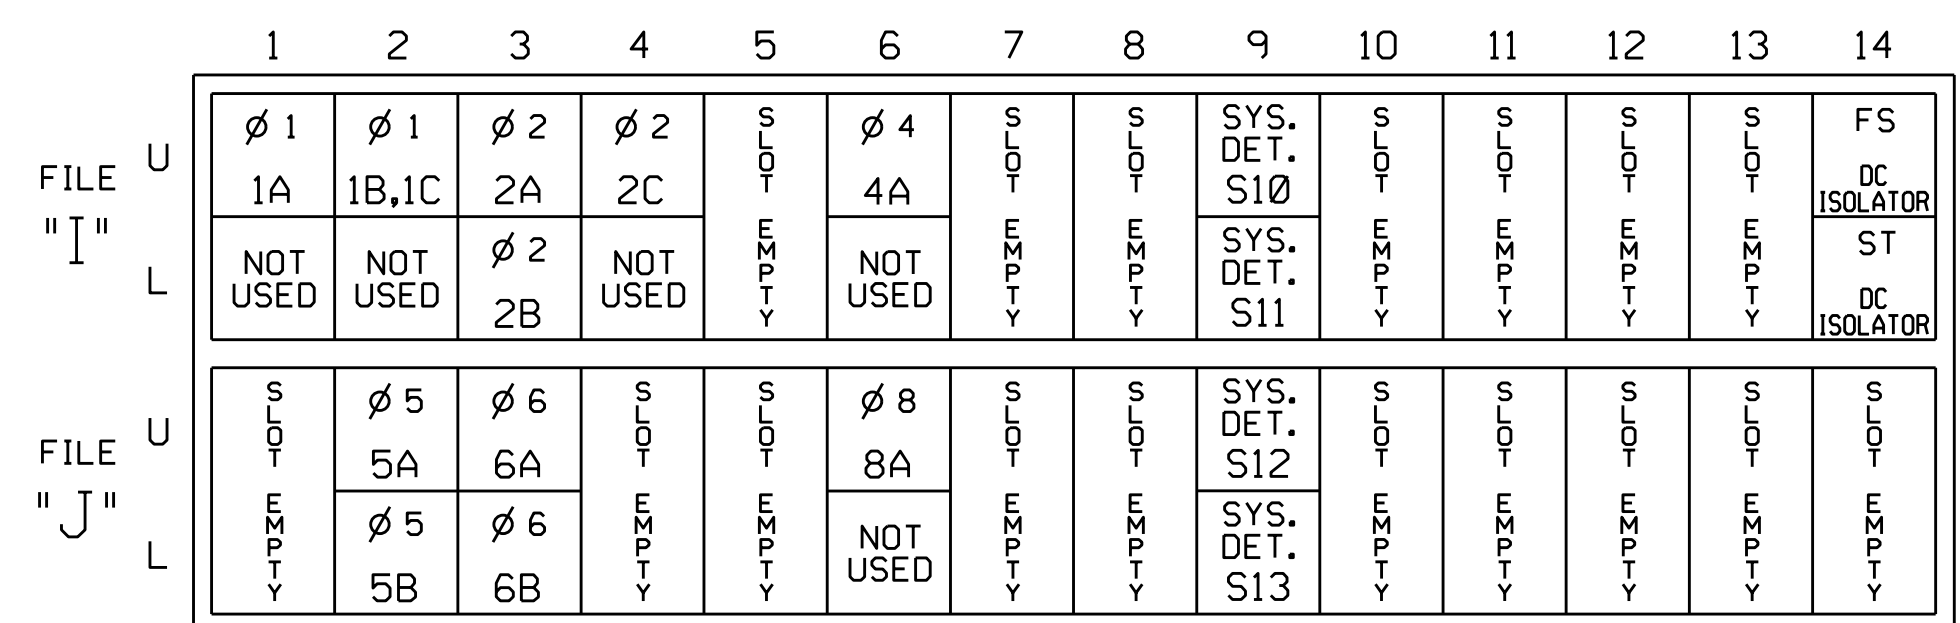 1 2 3 4 5 6 7 8 9 10 11 12 13 14
FILE
"I"
U
L
Ø 1
1A
NOT
USED
Ø 1
1B,1C
NOT
USED
Ø 2
2A
Ø 2
2B
Ø 2
2C
NOT
USED
SLOT EMPTY
Ø 4
4A
NOT
USED
SLOT EMPTY
SLOT EMPTY
SYS.
DET.
S10
SYS.
DET.
S11
SLOT EMPTY
SLOT EMPTY
SLOT EMPTY
SLOT EMPTY
FS
DC
ISOLATOR
ST
DC
ISOLATOR
FILE
"J"
U
L
SLOT EMPTY
Ø 5
5A
Ø 5
5B
Ø 6
6A
Ø 6
6B
SLOT EMPTY
SLOT EMPTY
Ø 8
8A
NOT
USED
SLOT EMPTY
SLOT EMPTY
SYS.
DET.
S12
SYS.
DET.
S13
SLOT EMPTY
SLOT EMPTY
SLOT EMPTY
SLOT EMPTY
SLOT EMPTY